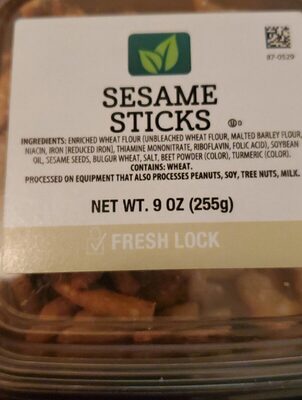 87-0529
SESAME
STICKS
INGREDIENTS: ENRICHED WHEAT FLOUR (UNBLEACHED WHEAT FLOUR, MALTED BARLEY FLOUR,
NIACIN, IRON [REDUCED IRON], THIAMINE MONONITRATE, RIBOFLAVIN, FOLIC ACID), SOYBEAN
OIL, SESAME SEEDS, BULGUR WHEAT, SALT, BEET POWDER (COLOR), TURMERIC (COLOR).
CONTAINS: WHEAT.
PROCESSED ON EQUIPMENT THAT ALSO PROCESSES PEANUTS, SOY, TREE NUTS, MILK.
NET WT. 9 OZ (255g)
FRESH LOCK